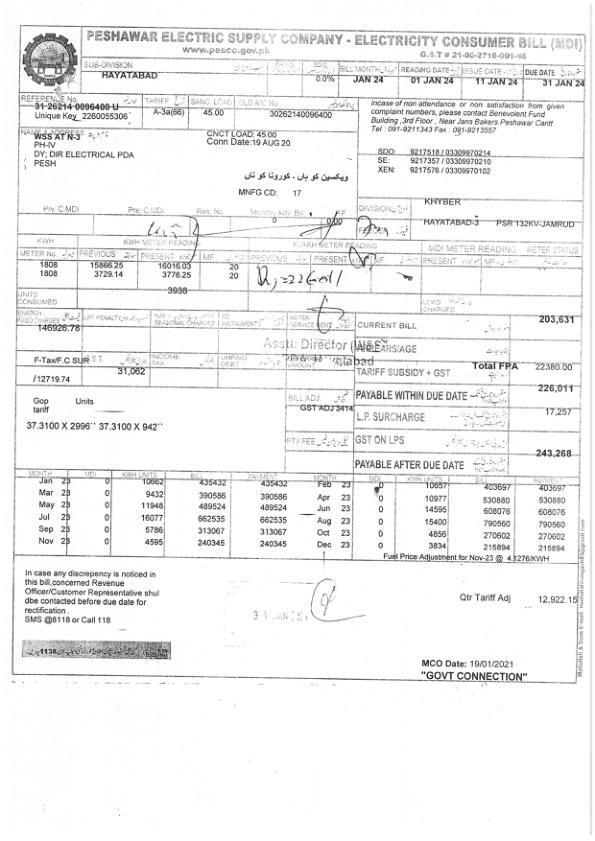 PESHAWAR ELECTRIC SUPPLY COMPANY - ELECTRICITY CONSUMER BILL (MDI)
www.pesco.gov.pk
G.S.T # 21-00-2716-001-46
SUB-DIVISION
HAYATABAD
0.0%
BILL MONTH
JAN 24
READING DATE
01 JAN 24
ISSUE DATE
11 JAN 24
DUE DATE
31 JAN 24
REFERENCE No.
31-26214-0096400 U
Unique Key 2260055306
TARIFF
A-3a(66)
SANC. LOAD
45.00
OLD A/C No.
30262140096400
Incase of non attendance or non satisfaction from given
complaint numbers, please contact Benevolent Fund
Building ,3rd Floor , Near Jans Bakers Peshawar Cantt
Tel : 091-9211343 Fax :091-9213557
NAME & ADDRESS
WSS AT N-3
PH-IV
DY; DIR ELECTRICAL PDA
PESH
CNCT LOAD: 45.00
Conn Date:19 AUG 20
ویکسین کو ہاں ، کورونا کو ناں
MNFG CD: 17
SDO: 9217518 / 03309970214
SE: 9217357 / 03309970210
XEN: 9217576 / 03309970102
Prv. C.MDI
Prs. C.MDI
Res. No
Monthly Adv. Bill
0
P.F
0.00
DIVISION
KHYBER
HAYATABAD-3 PSR 132KV-JAMRUD
KWH
KWH METER READING
KVARH METER READING
MDI METER READING
METER STATUS
METER No.
PREVIOUS
PRESENT
MF
PREVIOUS
PRESENT
MF
PRESENT
MF
1808 15866.25 16016.03 20
1808 3729.14 3776.25 20
UNITS
CONSUMED
3938
LOAD
CHARGED
ENERGY
FIXED CHARGES
146926.78
LPF PENALTY
SEASONAL CHARGES
ED
INSTALMENTS
METER
SERVICE RENT
CURRENT BILL
203,631
Asstt: Director
ARREARS/AGE
F-Tax/F.C SUR
/12719.74
31,062
INCOME
TAX
UNPAID
DEBT
Total FPA 22380.00
TARIFF SUBSIDY + GST
PAYABLE WITHIN DUE DATE
226,011
BILL ADJ.
GST ADJ 3414
L.P. SURCHARGE
17,257
Gop Units
tariff
37.3100 X 2996`` 37.3100 X 942``
PTV FEE
GST ON LPS
PAYABLE AFTER DUE DATE
243,268
MONTH MDI KWH UNITS BILL PAYMENT MONTH MDI KWH UNITS BILL PAYMENT
Jan 23 0 10662 435432 435432 Feb 23 0 10657 403697 403697
Mar 23 0 9432 390586 390586 Apr 23 0 10977 530880 530880
May 23 0 11948 489524 489524 Jun 23 0 14595 608076 608076
Jul 23 0 16077 662535 662535 Aug 23 0 15400 790560 790560
Sep 23 0 5786 313067 313067 Oct 23 0 4856 270602 270602
Nov 23 0 4595 240345 240345 Dec 23 0 3834 215894 215894
Fuel Price Adjustment for Nov-23 @ 4.1276/KWH
In case any discrepency is noticed in
this bill,concerned Revenue
Officer/Customer Representative shul
dbe contacted before due date for
rectification .
SMS @8118 or Call 118
Qtr Tariff Adj 12,922.15
MCO Date: 19/01/2021
"GOVT CONNECTION"